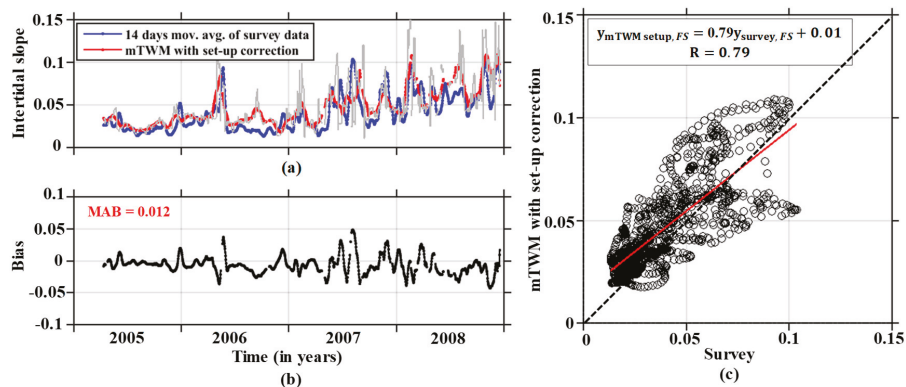 14 days mov. avg. of survey data
mTWM with set-up correction
Intertidal slope
0.15
0.1
0.05
0
(a)
Bias
0.1
0.05
0
-0.05
-0.1
MAB = 0.012
2005 2006 2007 2008
Time (in years)
(b)
mTWM with set-up correction
0.15
0.1
0.05
0
y_mTWM setup, FS = 0.79y_survey, FS + 0.01
R = 0.79
0 0.05 0.1 0.15
Survey
(c)